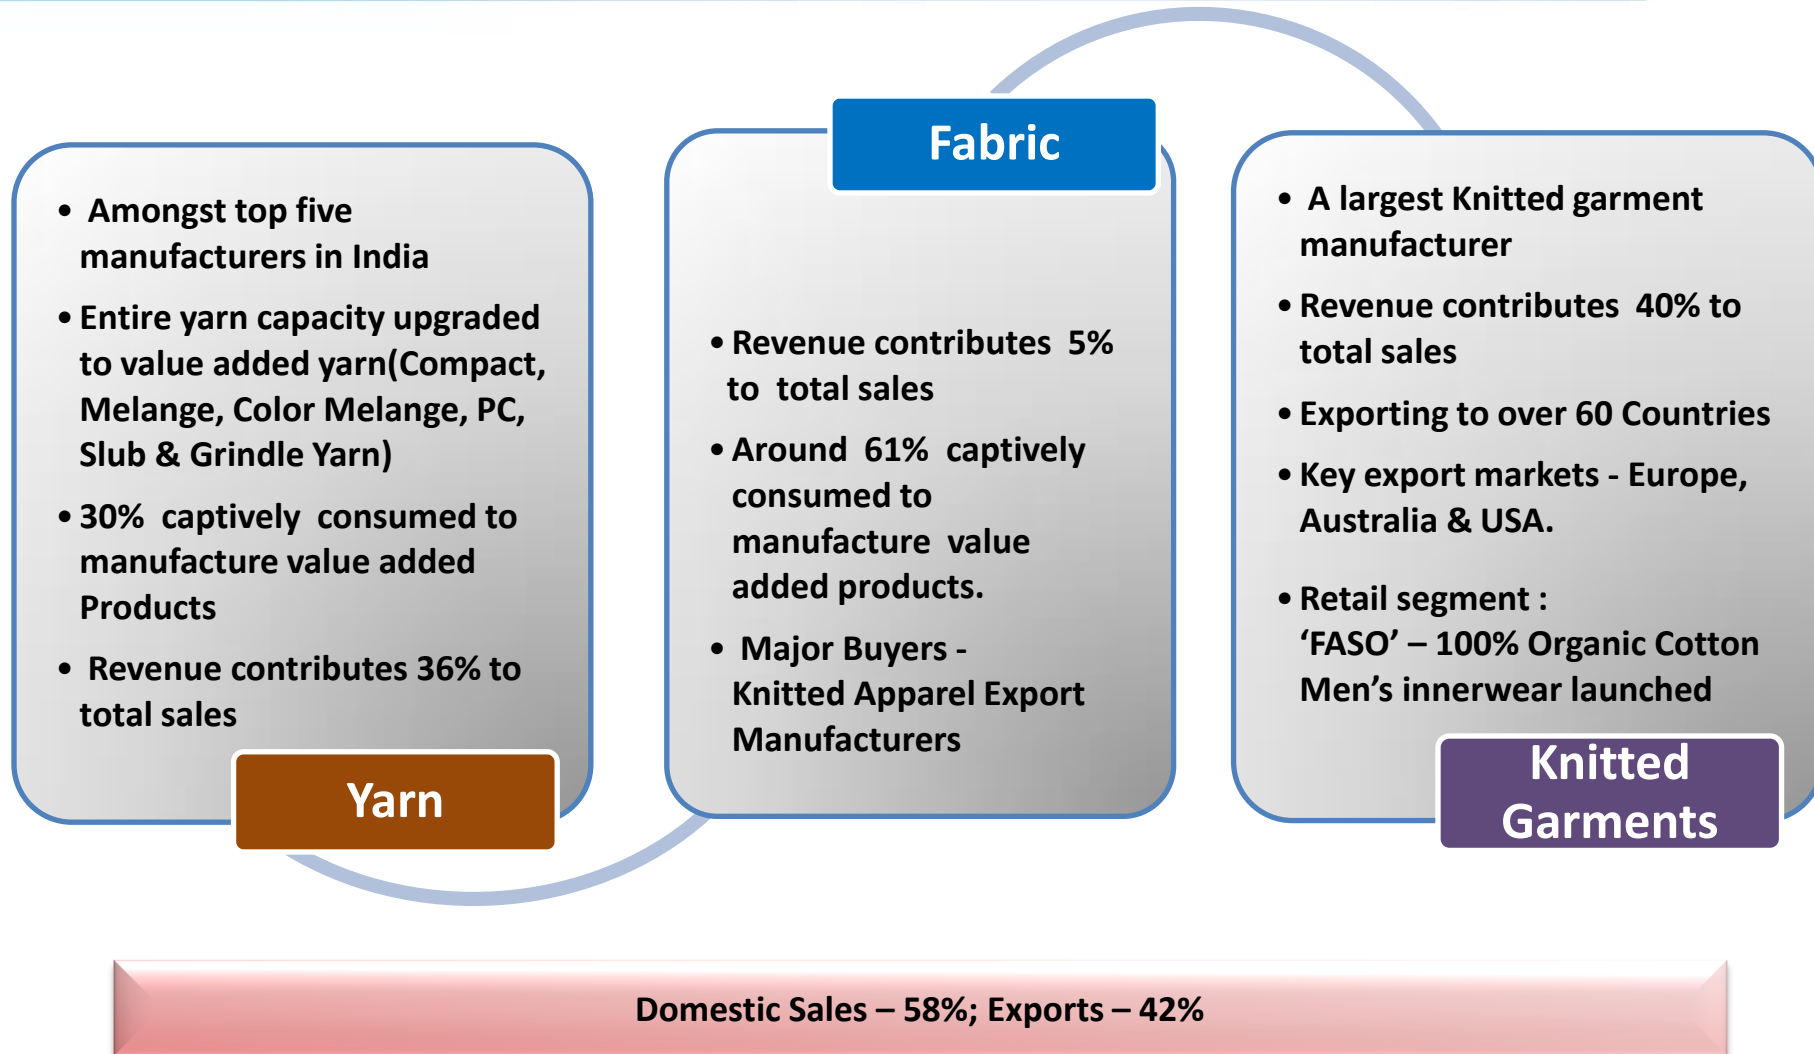 • Amongst top five
manufacturers in India
• Entire yarn capacity upgraded
to value added yarn(Compact,
Melange, Color Melange, PC,
Slub & Grindle Yarn)
• 30% captively consumed to
manufacture value added
Products
• Revenue contributes 36% to
total sales
Yarn
Fabric
• Revenue contributes 5%
to total sales
• Around 61% captively
consumed to
manufacture value
added products.
• Major Buyers -
Knitted Apparel Export
Manufacturers
• A largest Knitted garment
manufacturer
• Revenue contributes 40% to
total sales
• Exporting to over 60 Countries
• Key export markets - Europe,
Australia & USA.
• Retail segment :
‘FASO’ – 100% Organic Cotton
Men’s innerwear launched
Knitted
Garments
Domestic Sales – 58%; Exports – 42%